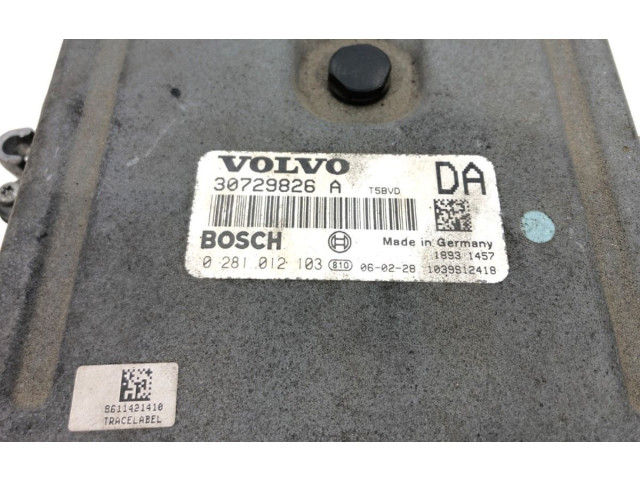 VOLVO
30729826 A T5BVD DA
BOSCH Made in Germany
1893 1457
0 281 012 103 810 06-02-28 1039S12418
8611421410
TRACELABEL